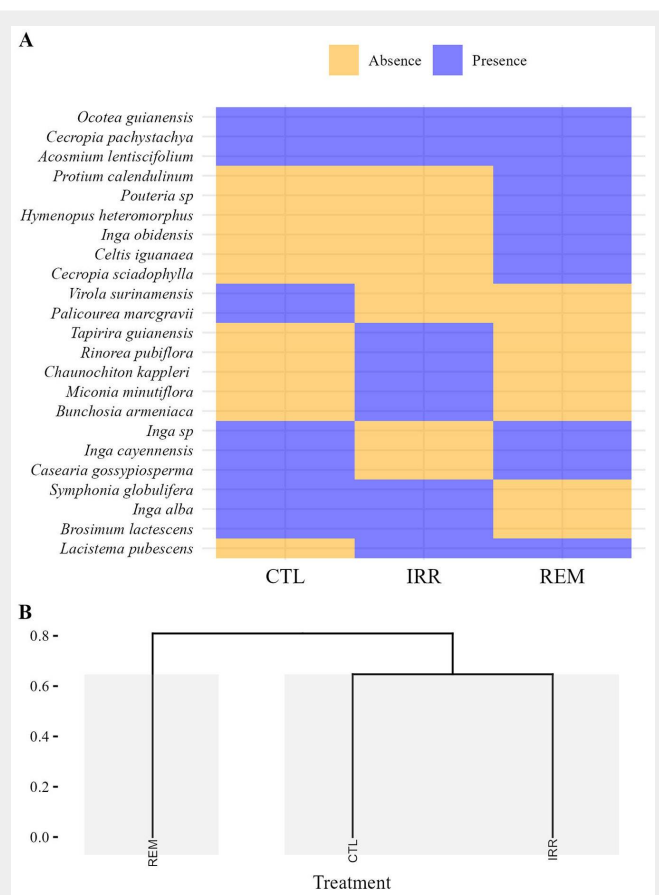 A
Absence Presence
Ocotea guianensis
Cecropia pachystachya
Acosmium lentiscifolium
Protium calendulinum
Pouteria sp
Hymenopus heteromorphus
Inga obidensis
Celtis iguanaea
Cecropia sciadophylla
Virola surinamensis
Palicourea marcgravii
Tapirira guianensis
Rinorea pubiflora
Chaunochiton kappleri
Miconia minutiflora
Bunchosia armeniaca
Inga sp
Inga cayennensis
Casearia gossypiosperma
Symphonia globulifera
Inga alba
Brosimum lactescens
Lacistema pubescens
CTL IRR REM
B
0.8
0.6
0.4
0.2
0.0
REM CTL IRR
Treatment